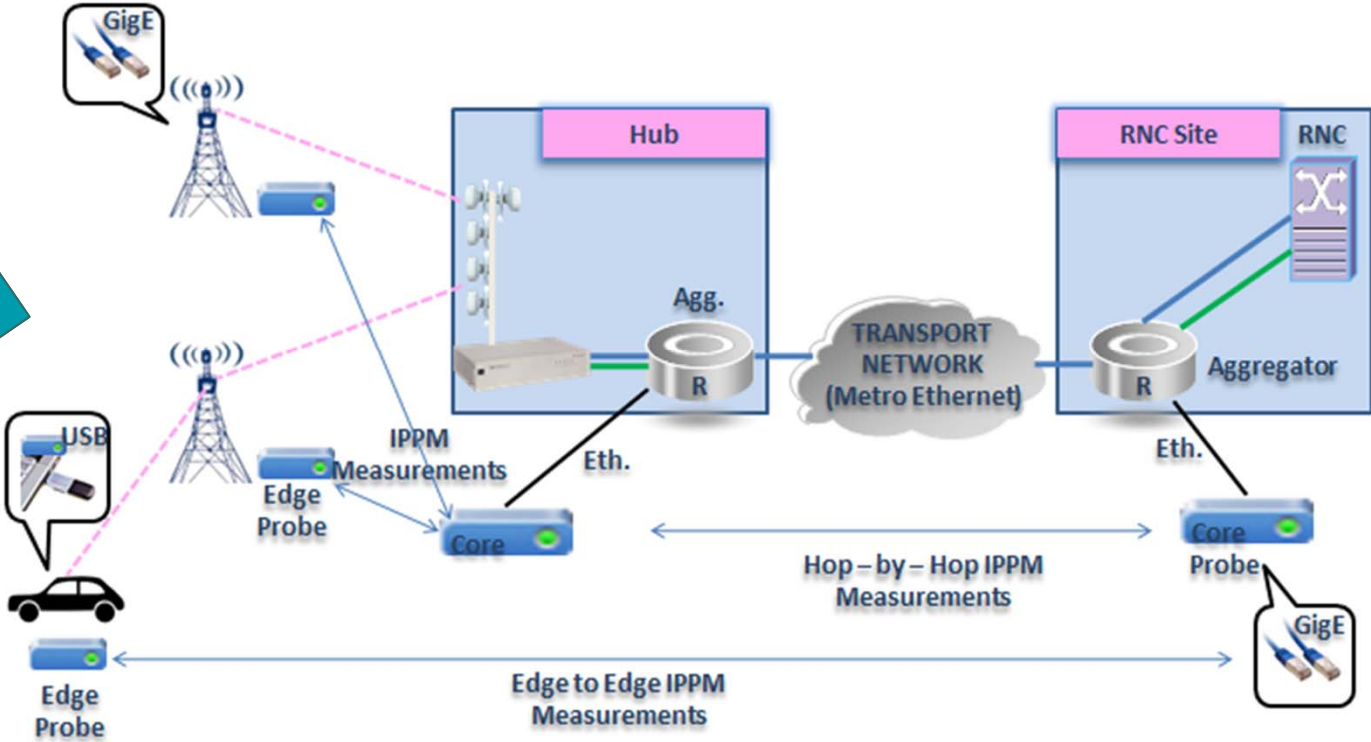 GigE
Hub
RNC Site
RNC
Agg.
R
TRANSPORT
NETWORK
(Metro Ethernet)
R
Aggregator
USB
IPPM
Measurements
Eth.
Eth.
Edge
Probe
Core
Core
Probe
Hop – by – Hop IPPM
Measurements
GigE
Edge to Edge IPPM
Measurements
Edge
Probe